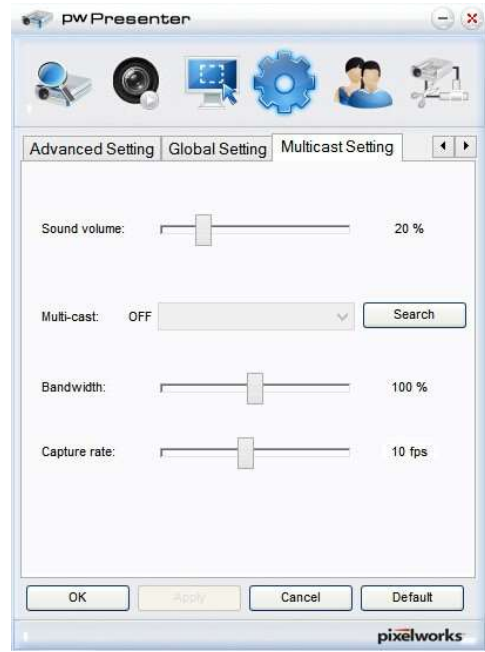 pwPresenter
Advanced Setting Global Setting Multicast Setting
Sound volume: 20 %
Multi-cast: OFF Search
Bandwidth: 100 %
Capture rate: 10 fps
OK Apply Cancel Default
pixelworks